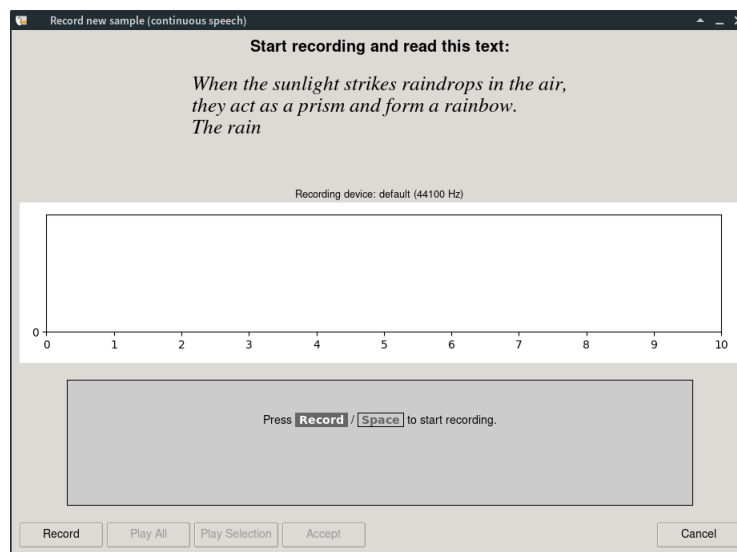 Record new sample (continuous speech)
Start recording and read this text:
When the sunlight strikes raindrops in the air,
they act as a prism and form a rainbow.
The rain
Recording device: default (44100 Hz)
0
0 1 2 3 4 5 6 7 8 9 10
Press Record / Space to start recording.
Record Play All Play Selection Accept Cancel